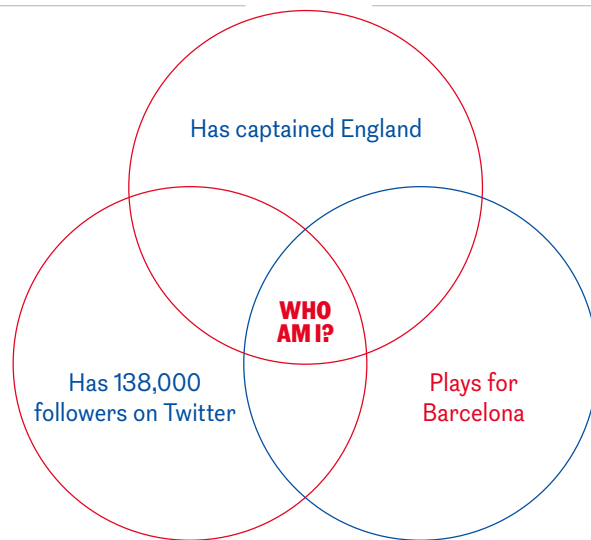 Has captained England
WHO
AM I?
Has 138,000
followers on Twitter
Plays for
Barcelona